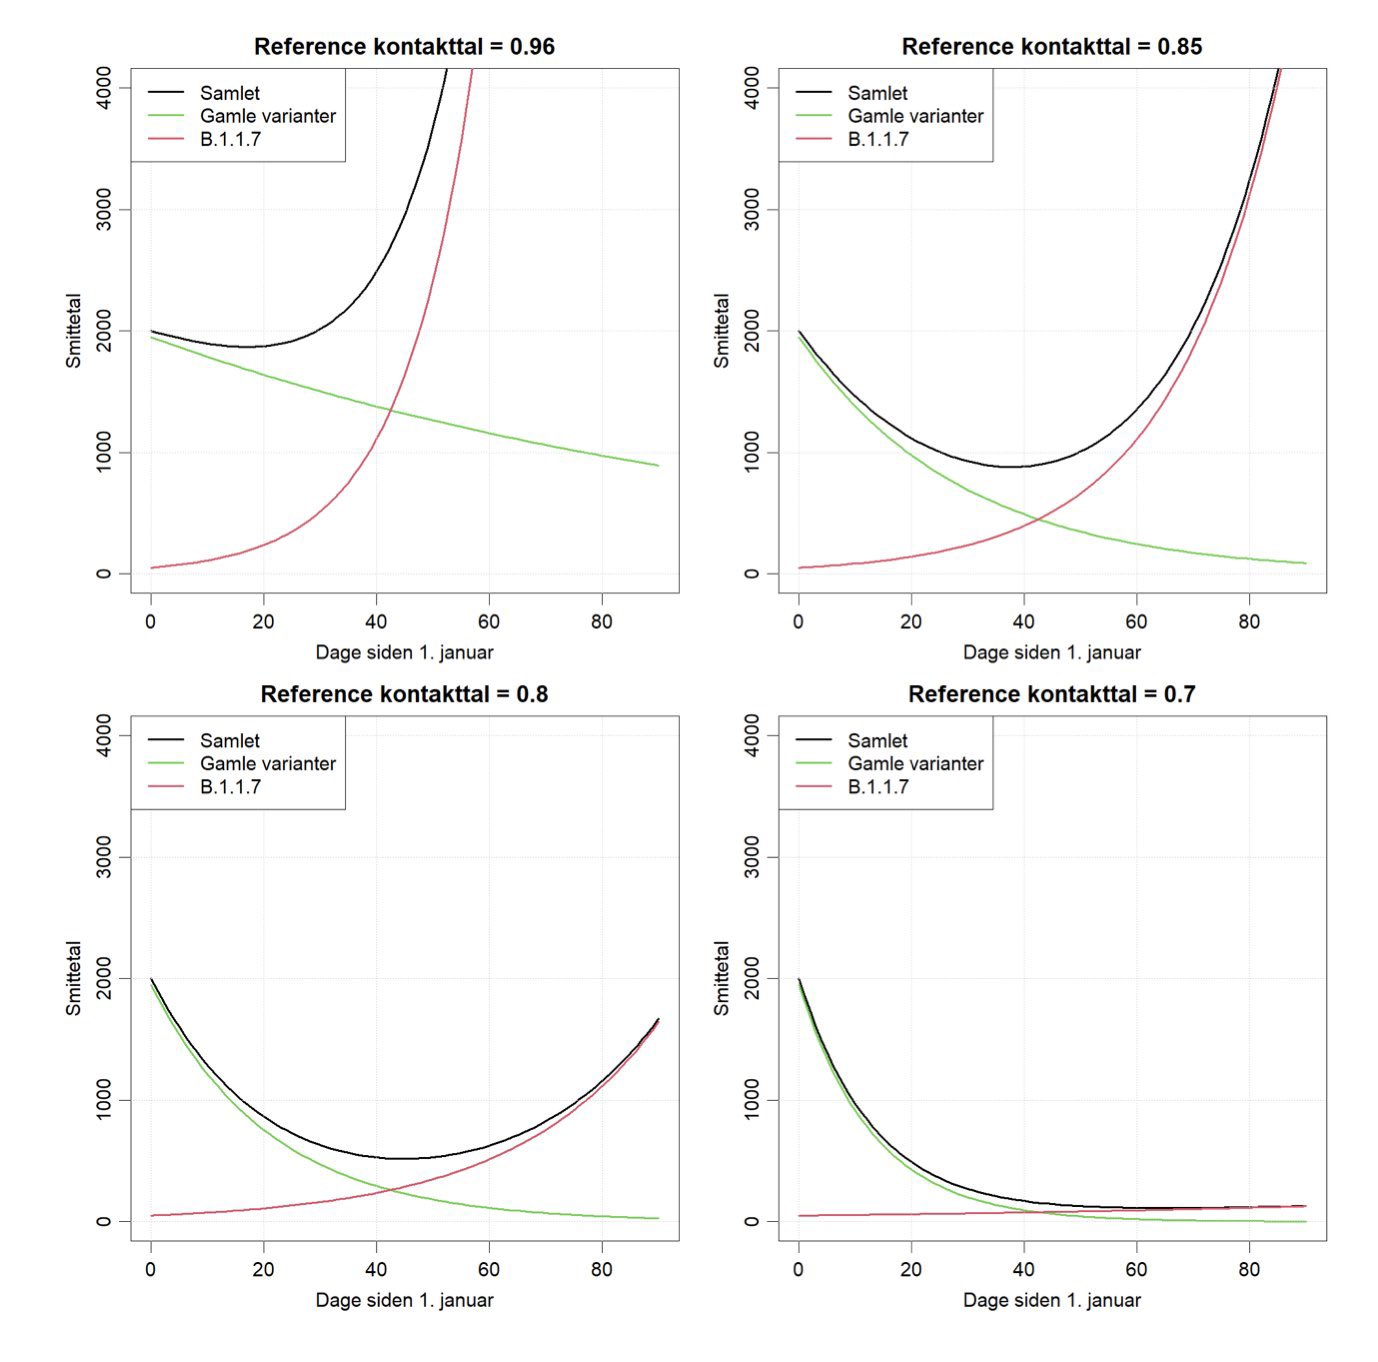 Reference kontakttal = 0.96
Samlet
Gamle varianter
B.1.1.7
Smittetal
4000
3000
2000
1000
0
0 20 40 60 80
Dage siden 1. januar
Reference kontakttal = 0.85
Samlet
Gamle varianter
B.1.1.7
Smittetal
4000
3000
2000
1000
0
0 20 40 60 80
Dage siden 1. januar
Reference kontakttal = 0.8
Samlet
Gamle varianter
B.1.1.7
Smittetal
4000
3000
2000
1000
0
0 20 40 60 80
Dage siden 1. januar
Reference kontakttal = 0.7
Samlet
Gamle varianter
B.1.1.7
Smittetal
4000
3000
2000
1000
0
0 20 40 60 80
Dage siden 1. januar